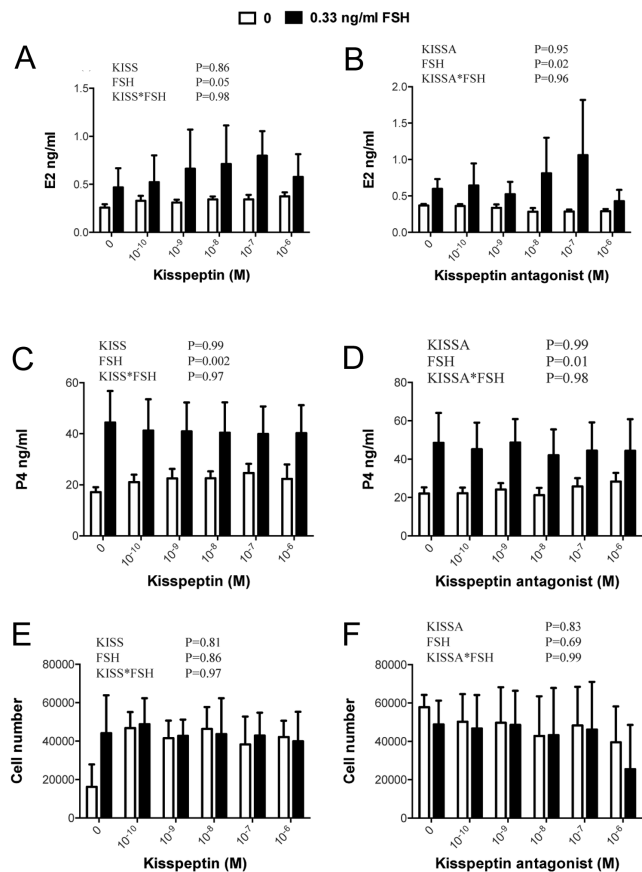 0 0.33 ng/ml FSH
A
KISS P=0.86
FSH P=0.05
KISS*FSH P=0.98
E2 ng/ml
1.5
1.0
0.5
0.0
0 10-10 10-9 10-8 10-7 10-6
Kisspeptin (M)
B
KISSA P=0.95
FSH P=0.02
KISSA*FSH P=0.96
E2 ng/ml
2.0
1.5
1.0
0.5
0.0
0 10-10 10-9 10-8 10-7 10-6
Kisspeptin antagonist (M)
C
KISS P=0.99
FSH P=0.002
KISS*FSH P=0.97
P4 ng/ml
60
40
20
0
0 10-10 10-9 10-8 10-7 10-6
Kisspeptin (M)
D
KISSA P=0.99
FSH P=0.01
KISSA*FSH P=0.98
P4 ng/ml
80
60
40
20
0
0 10-10 10-9 10-8 10-7 10-6
Kisspeptin antagonist (M)
E
KISS P=0.81
FSH P=0.86
KISS*FSH P=0.97
Cell number
80000
60000
40000
20000
0
0 10-10 10-9 10-8 10-7 10-6
Kisspeptin (M)
F
KISSA P=0.83
FSH P=0.69
KISSA*FSH P=0.99
Cell number
80000
60000
40000
20000
0
0 10-10 10-9 10-8 10-7 10-6
Kisspeptin antagonist (M)